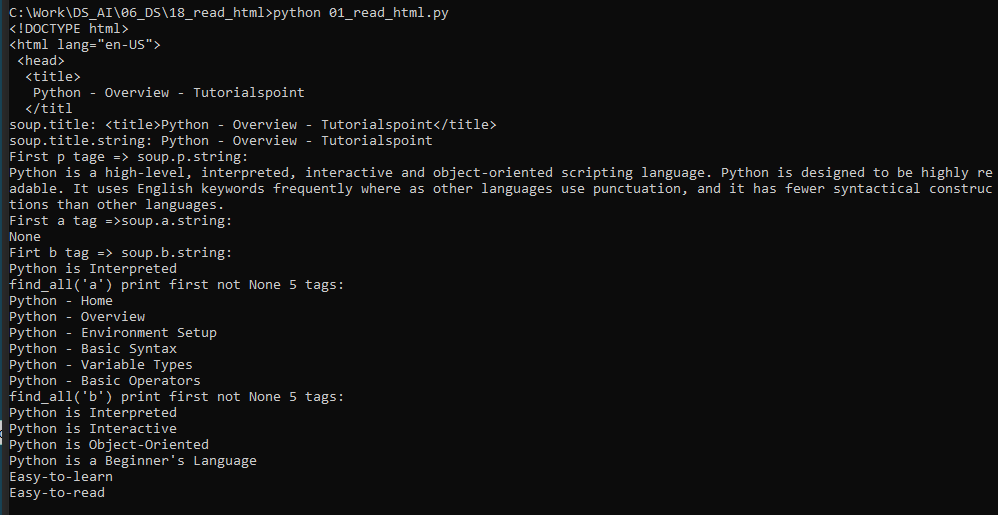 C:\Work\DS_AI\06_DS\18_read_html>python 01_read_html.py
<!DOCTYPE html>
<html lang="en-US">
 <head>
  <title>
   Python - Overview - Tutorialspoint
  </titl
soup.title: <title>Python - Overview - Tutorialspoint</title>
soup.title.string: Python - Overview - Tutorialspoint
First p tage => soup.p.string:
Python is a high-level, interpreted, interactive and object-oriented scripting language. Python is designed to be highly re
adable. It uses English keywords frequently where as other languages use punctuation, and it has fewer syntactical construc
tions than other languages.
First a tag =>soup.a.string:
None
Firt b tag => soup.b.string:
Python is Interpreted
find_all('a') print first not None 5 tags:
Python - Home
Python - Overview
Python - Environment Setup
Python - Basic Syntax
Python - Variable Types
Python - Basic Operators
find_all('b') print first not None 5 tags:
Python is Interpreted
Python is Interactive
Python is Object-Oriented
Python is a Beginner's Language
Easy-to-learn
Easy-to-read